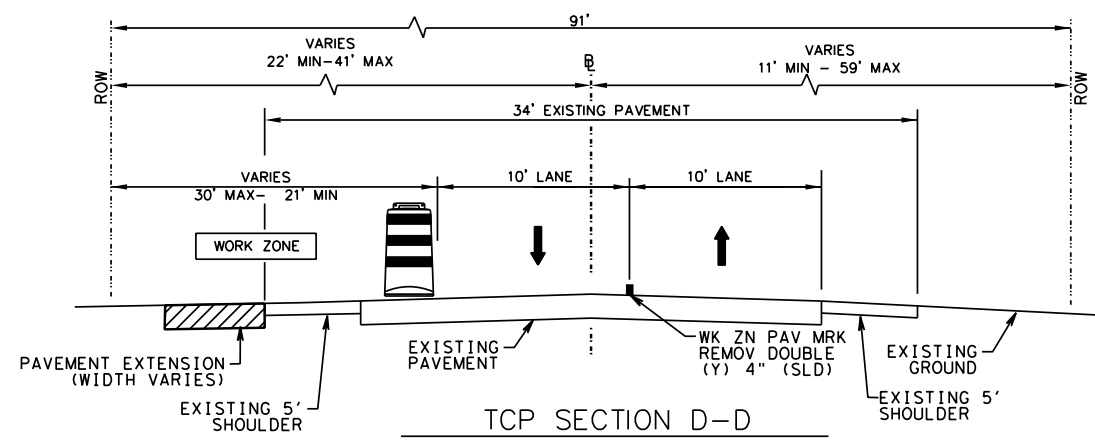 91'
VARIES
22' MIN-41' MAX
BL
VARIES
11' MIN - 59' MAX
ROW
ROW
34' EXISTING PAVEMENT
VARIES
30' MAX- 21' MIN
10' LANE
10' LANE
WORK ZONE
PAVEMENT EXTENSION
(WIDTH VARIES)
EXISTING 5'
SHOULDER
EXISTING
PAVEMENT
WK ZN PAV MRK
REMOV DOUBLE
(Y) 4" (SLD)
EXISTING
GROUND
EXISTING 5'
SHOULDER
TCP SECTION D-D